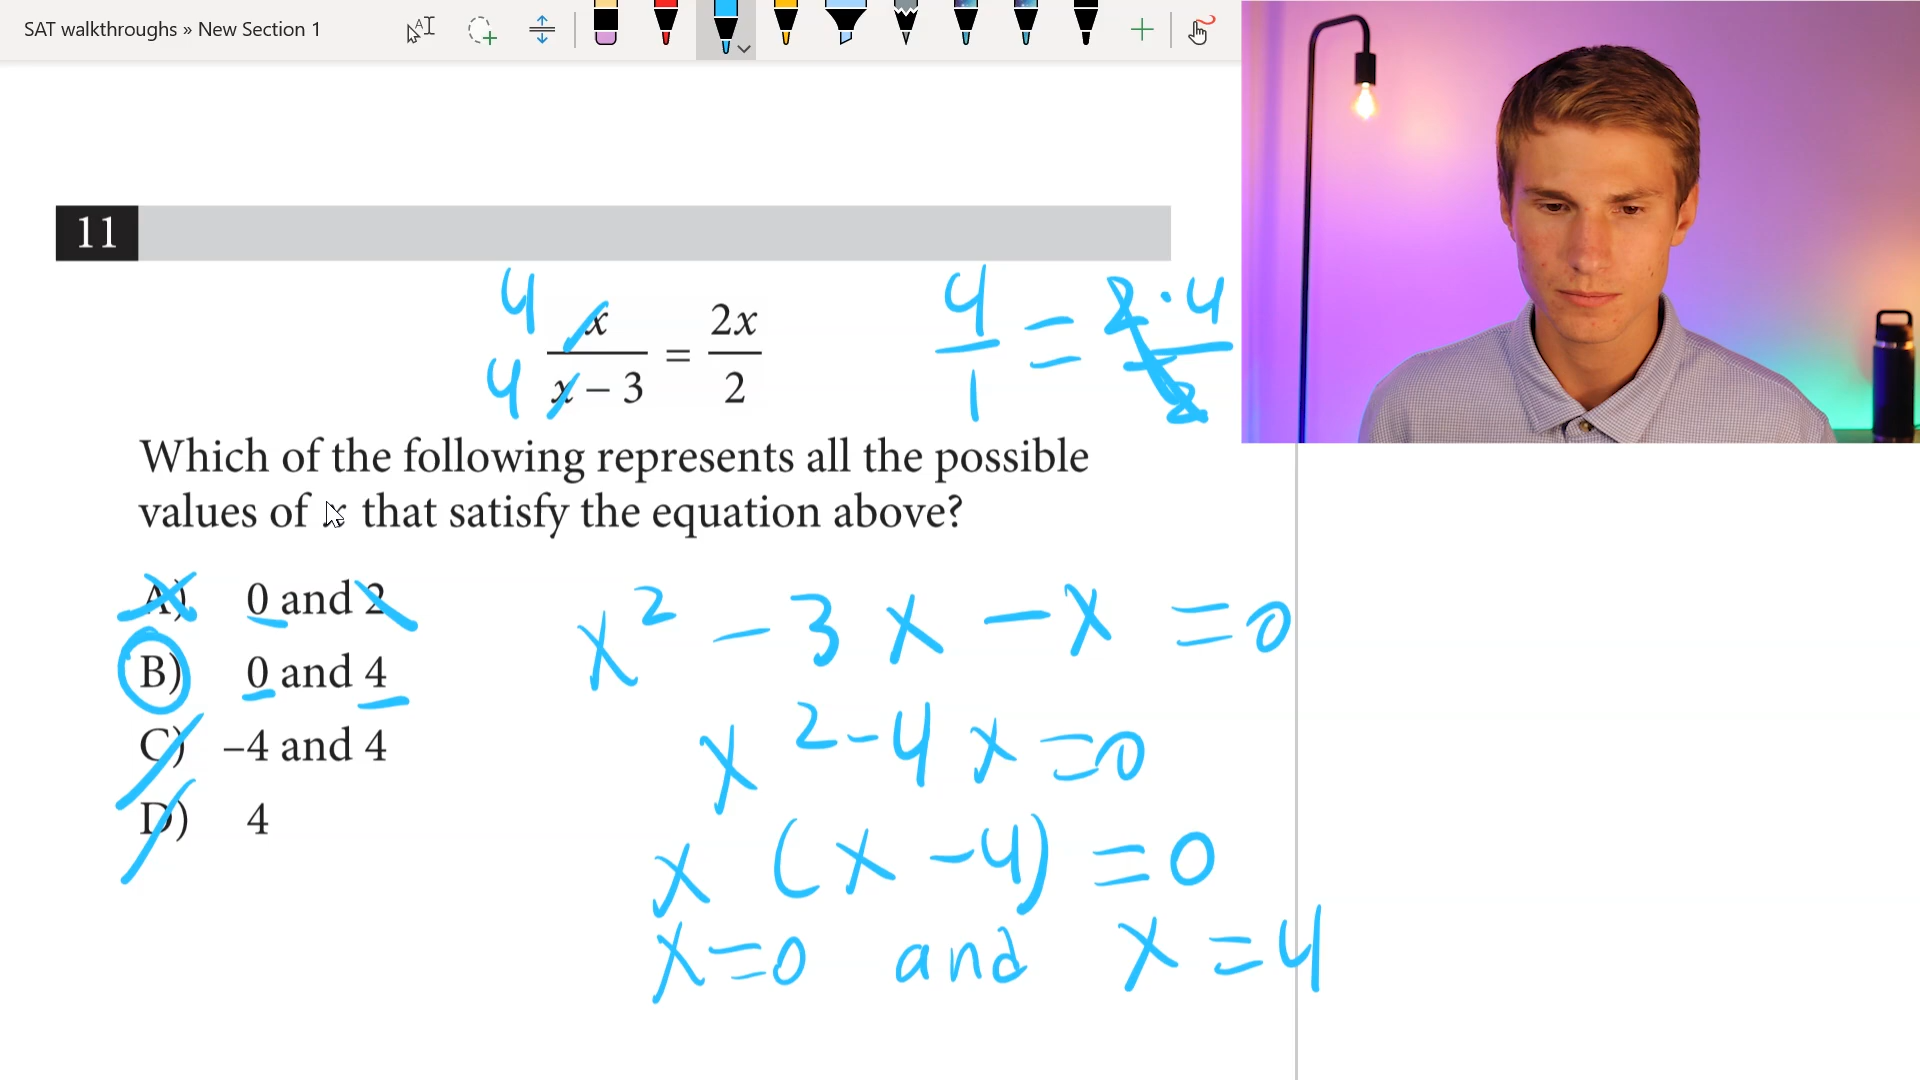 SAT walkthroughs » New Section 1
11
4 x/x – 3 = 2x/2
4
4/1 = 2·4/2
Which of the following represents all the possible
values of x that satisfy the equation above?
A) 0 and 2
B) 0 and 4
C) –4 and 4
D) 4
x² – 3x – x = 0
x² – 4x = 0
x (x – 4) = 0
x = 0 and x = 4